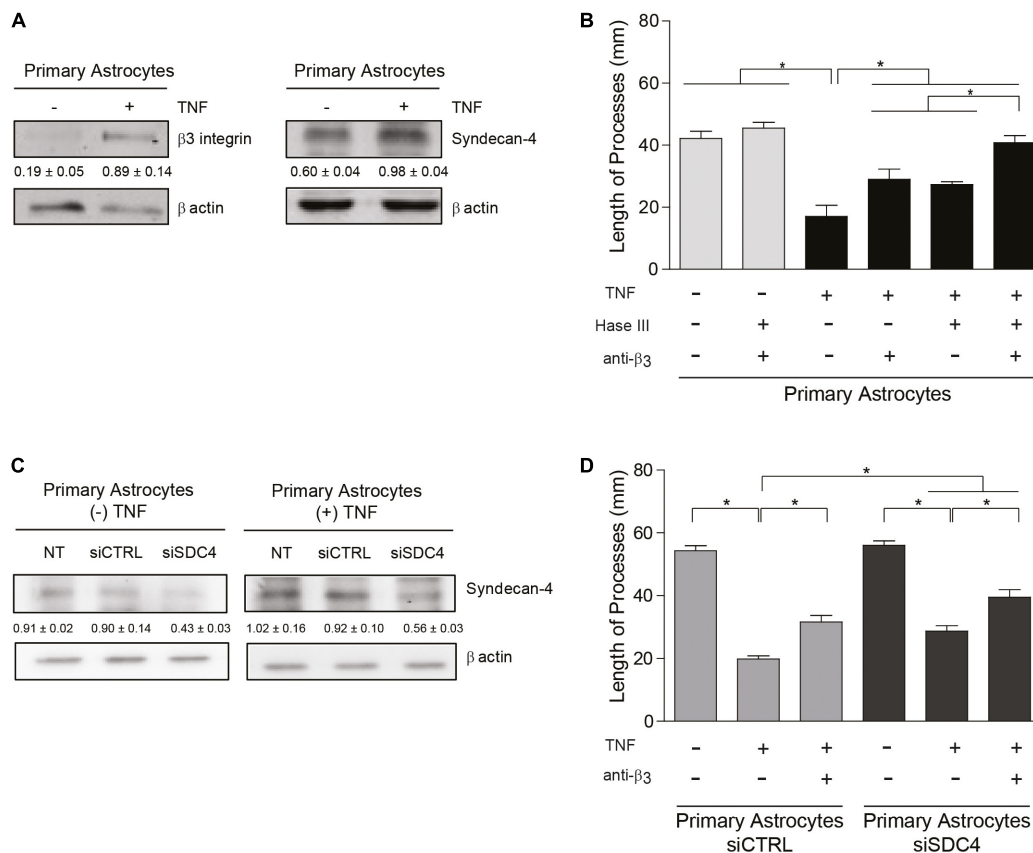 A
Primary Astrocytes
Primary Astrocytes
- + TNF
- + TNF
β3 integrin
Syndecan-4
0.19 ± 0.05 0.89 ± 0.14
0.60 ± 0.04 0.98 ± 0.04
β actin
β actin
B
Length of Processes (mm)
80
60
40
20
0
* * *
TNF - - + + + +
Hase III - + - - + +
anti-β3 - + - + - +
Primary Astrocytes
C
Primary Astrocytes
(-) TNF
Primary Astrocytes
(+) TNF
NT siCTRL siSDC4
NT siCTRL siSDC4
Syndecan-4
0.91 ± 0.02 0.90 ± 0.14 0.43 ± 0.03
1.02 ± 0.16 0.92 ± 0.10 0.56 ± 0.03
β actin
D
Length of Processes (mm)
80
60
40
20
0
*
* * * *
TNF - + + - + +
anti-β3 - - + - - +
Primary Astrocytes
siCTRL
Primary Astrocytes
siSDC4